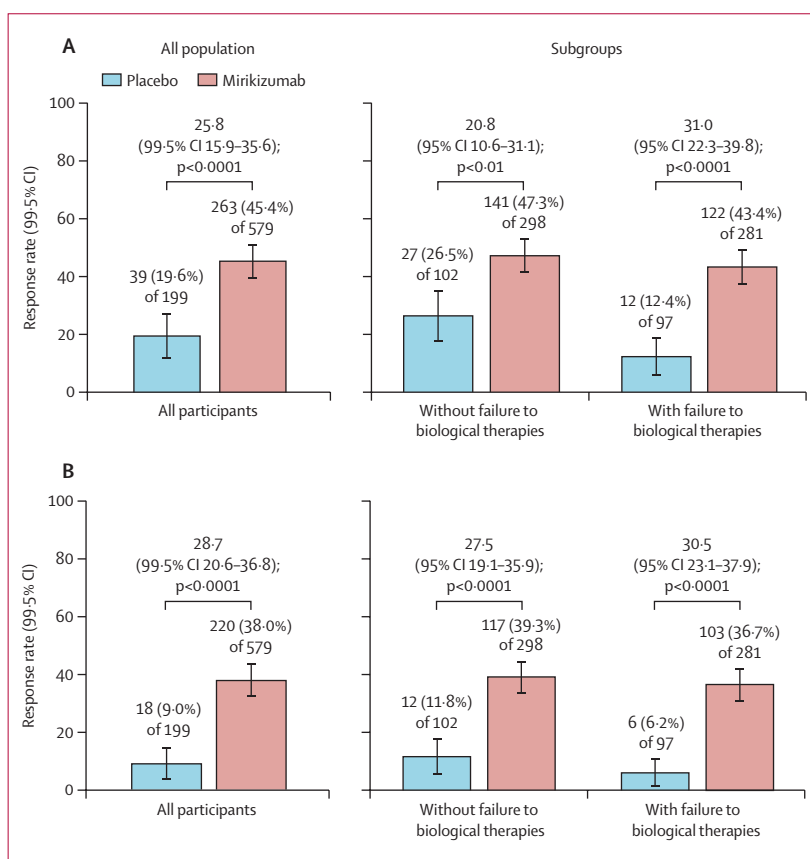 A
All population
Subgroups
Placebo
Mirikizumab
Response rate (99·5% CI)
100
80
60
40
20
0
25·8
(99·5% CI 15·9–35·6);
p<0·0001
39 (19·6%)
of 199
263 (45·4%)
of 579
All participants
20·8
(95% CI 10·6–31·1);
p<0·01
27 (26·5%)
of 102
141 (47·3%)
of 298
Without failure to
biological therapies
31·0
(95% CI 22·3–39·8);
p<0·0001
12 (12·4%)
of 97
122 (43·4%)
of 281
With failure to
biological therapies
B
Response rate (99·5% CI)
100
80
60
40
20
0
28·7
(99·5% CI 20·6–36·8);
p<0·0001
18 (9·0%)
of 199
220 (38·0%)
of 579
All participants
27·5
(95% CI 19·1–35·9);
p<0·0001
12 (11·8%)
of 102
117 (39·3%)
of 298
Without failure to
biological therapies
30·5
(95% CI 23·1–37·9);
p<0·0001
6 (6·2%)
of 97
103 (36·7%)
of 281
With failure to
biological therapies